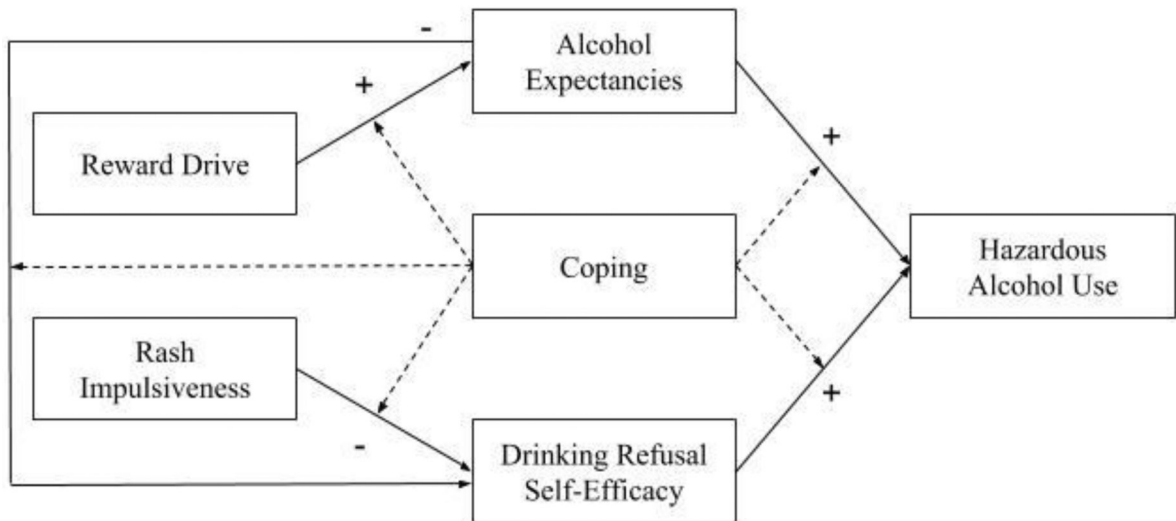 -
Alcohol
Expectancies
+
+
Reward Drive
Coping
Hazardous
Alcohol Use
Rash
Impulsiveness
+
-
Drinking Refusal
Self-Efficacy